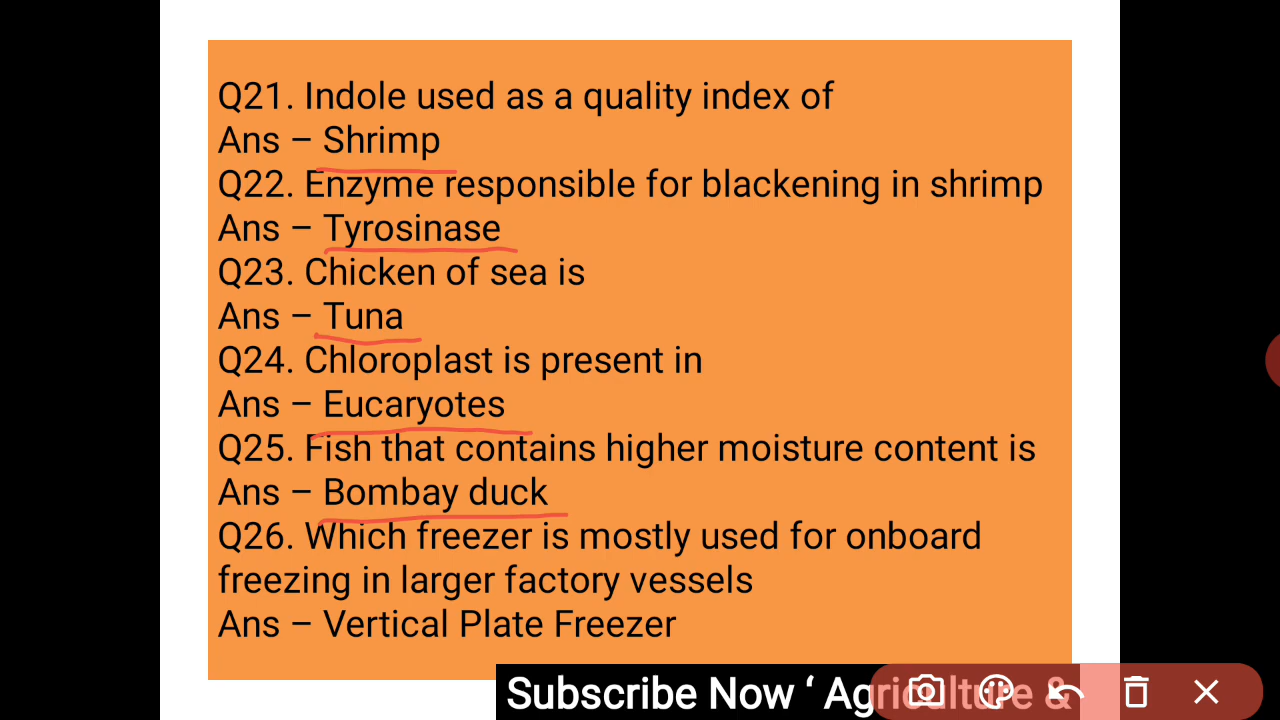 Q21. Indole used as a quality index of
Ans – Shrimp
Q22. Enzyme responsible for blackening in shrimp
Ans – Tyrosinase
Q23. Chicken of sea is
Ans – Tuna
Q24. Chloroplast is present in
Ans – Eucaryotes
Q25. Fish that contains higher moisture content is
Ans – Bombay duck
Q26. Which freezer is mostly used for onboard
freezing in larger factory vessels
Ans – Vertical Plate Freezer
Subscribe Now ‘ Agriculture &